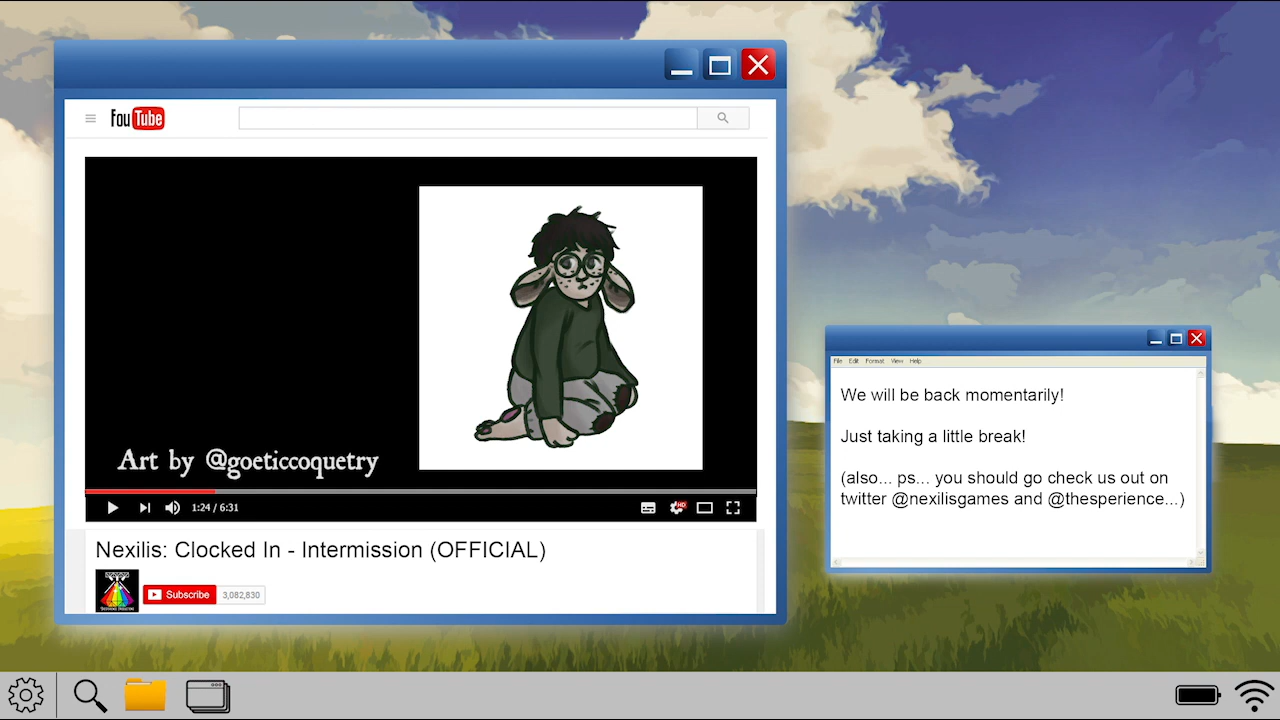 FouTube
Art by @goeticcoquetry
HD
1:24 / 6:31
Nexilis: Clocked In - Intermission (OFFICIAL)
Subscribe 3,082,830
File Edit Format View Help
We will be back momentarily!
Just taking a little break!
(also... ps... you should go check us out on
twitter @nexilisgames and @thesperience...)